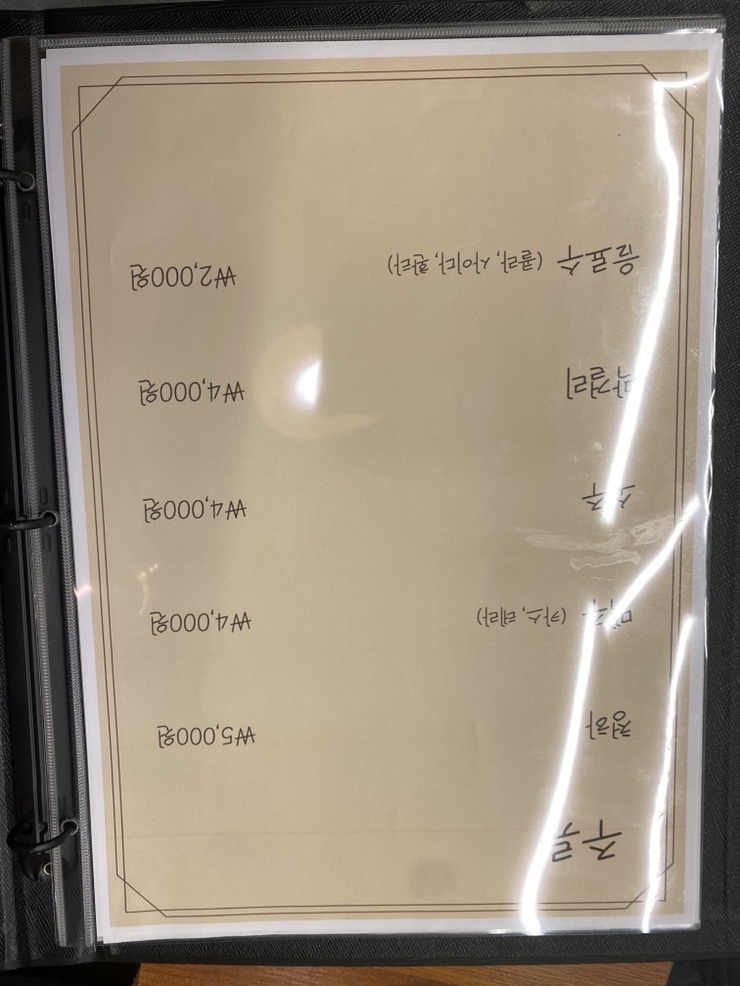 주류
청하 ₩5,000원
맥주 (카스, 테라) ₩4,000원
소주 ₩4,000원
막걸리 ₩4,000원
음료수 (콜라, 사이다, 환타) ₩2,000원